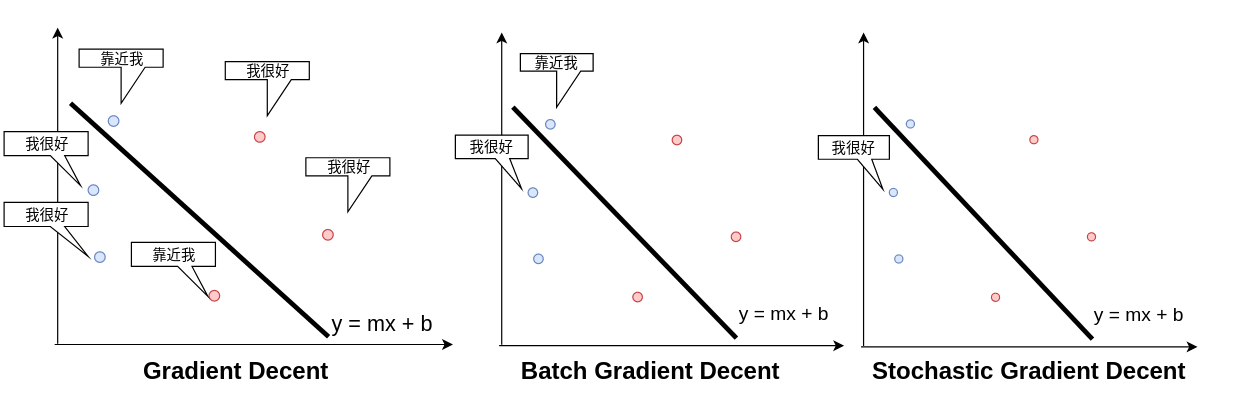 靠近我
我很好
我很好
我很好
我很好
靠近我
y = mx + b
Gradient Decent
靠近我
我很好
y = mx + b
Batch Gradient Decent
我很好
y = mx + b
Stochastic Gradient Decent